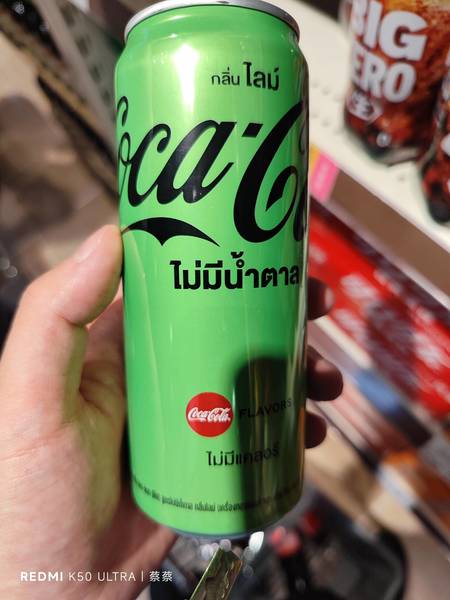 กลิ่น ไลม์
Coca-Co
ไม่มีน้ำตาล
Coca-Cola. FLAVORS
ไม่มีแคลอรี
BIG
ERO
REDMI K50 ULTRA | 蔡蔡